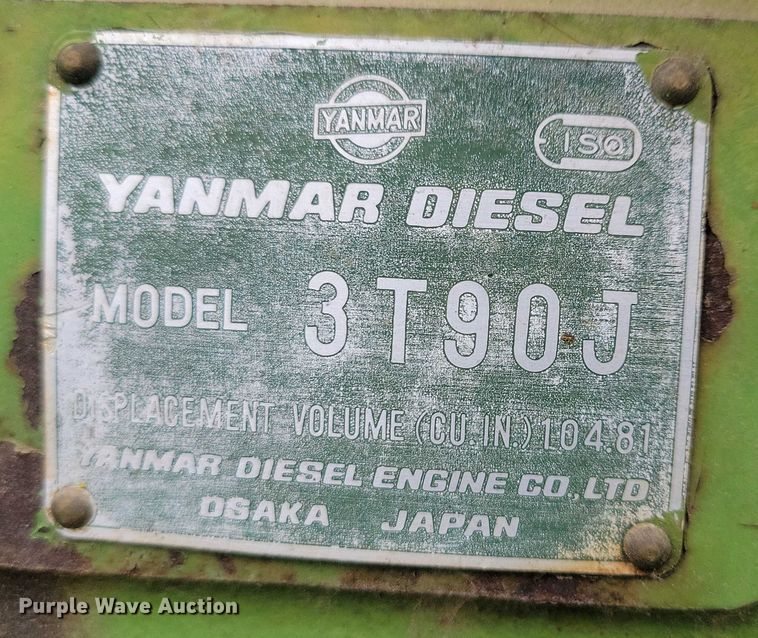 YANMAR
ISO
YANMAR DIESEL
MODEL 3T90J
DISPLACEMENT VOLUME (CU.IN.) 104.81
YANMAR DIESEL ENGINE CO.,LTD
OSAKA JAPAN
Purple Wave Auction